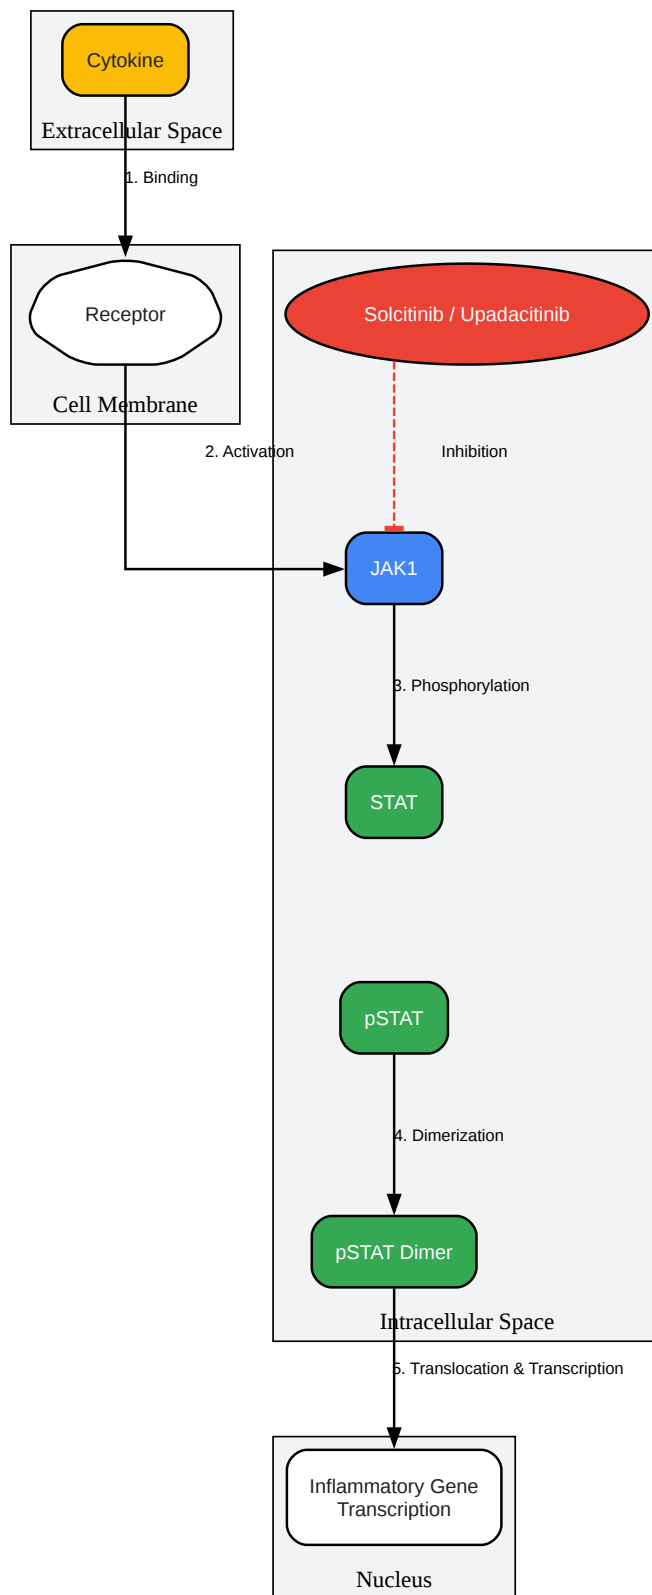 Cytokine
Extracellular Space
1. Binding
Receptor
Solcitinib / Upadacitinib
Cell Membrane
2. Activation
Inhibition
JAK1
3. Phosphorylation
STAT
pSTAT
4. Dimerization
pSTAT Dimer
Intracellular Space
5. Translocation & Transcription
Inflammatory Gene
Transcription
Nucleus